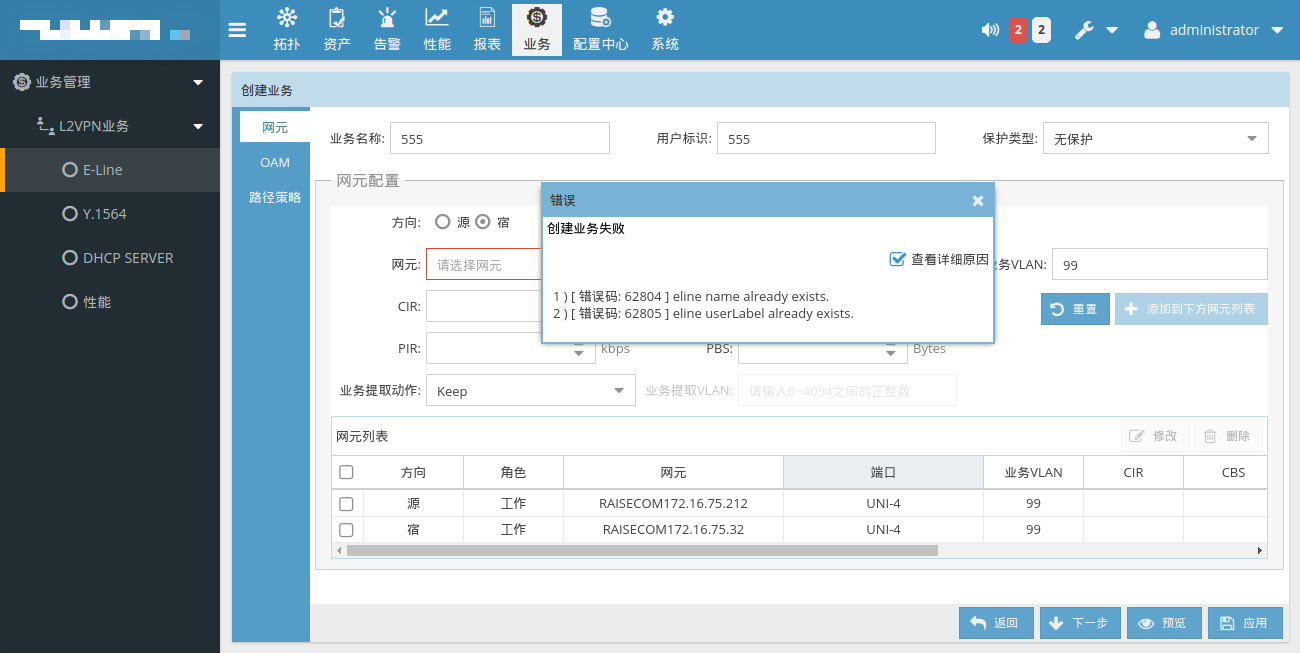 拓扑 资产 告警 性能 报表 业务 配置中心 系统 2 2 administrator
业务管理
L2VPN业务
E-Line
Y.1564
DHCP SERVER
性能
创建业务
网元
OAM
路径策略
业务名称: 555 用户标识: 555 保护类型: 无保护
网元配置
方向: 源 宿
网元: 请选择网元 务VLAN: 99
CIR: 重置 添加到下方网元列表
PIR: kbps PBS: Bytes
业务提取动作: Keep 业务提取VLAN: 请输入0~4094之间的正整数
错误
创建业务失败
查看详细原因
1 ) [ 错误码: 62804 ] eline name already exists.
2 ) [ 错误码: 62805 ] eline userLabel already exists.
网元列表 修改 删除
方向 角色 网元 端口 业务VLAN CIR CBS
源 工作 RAISECOM172.16.75.212 UNI-4 99
宿 工作 RAISECOM172.16.75.32 UNI-4 99
返回 下一步 预览 应用